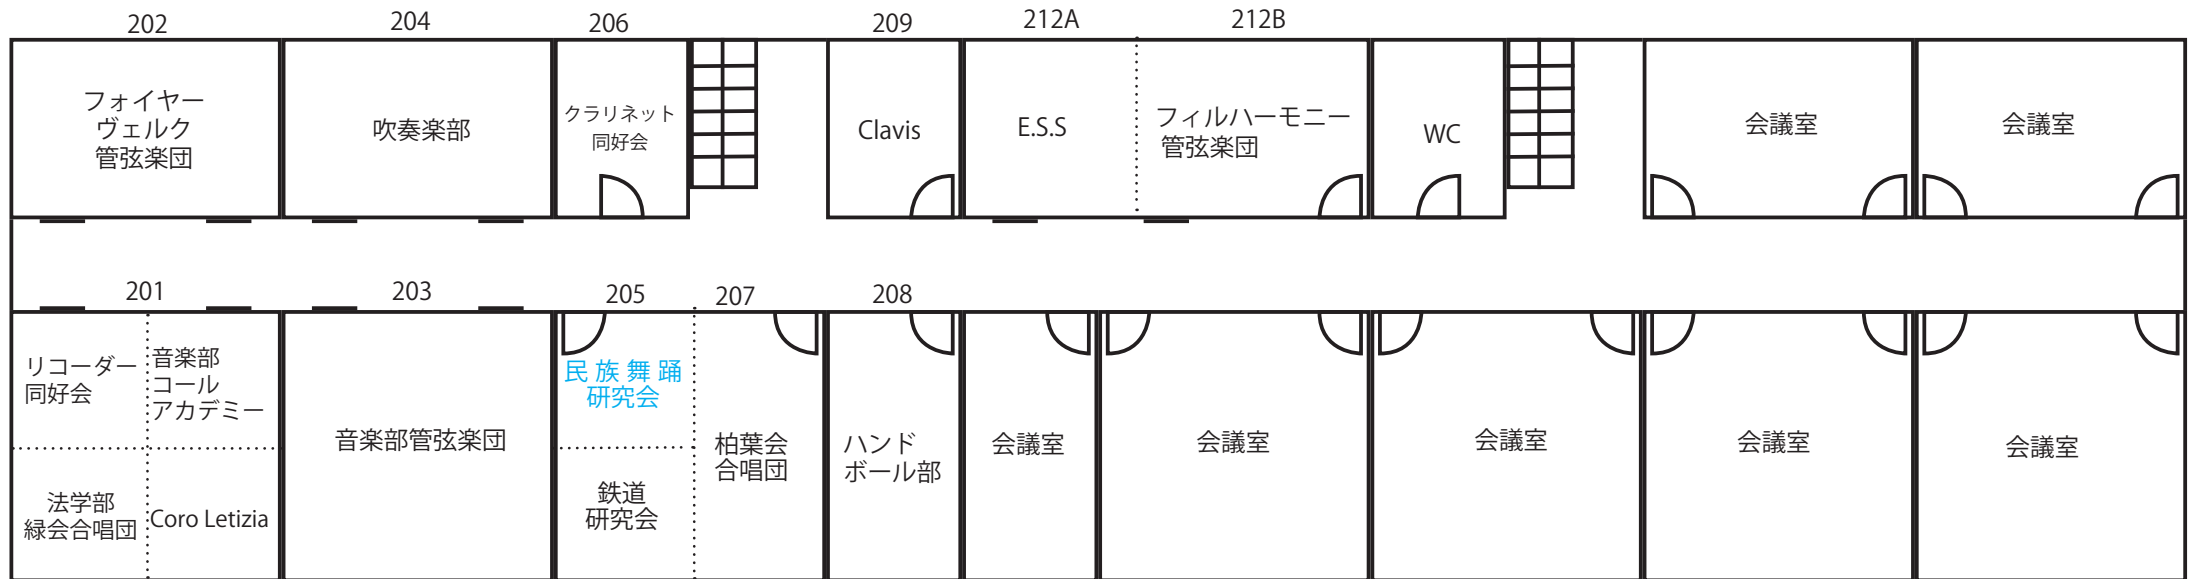 202
204
206
209
212A
212B
フォイヤー
ヴェルク
管弦楽団
吹奏楽部
クラリネット
同好会
Clavis
E.S.S
フィルハーモニー
管弦楽団
WC
会議室
会議室
201
203
205
207
208
リコーダー
同好会
音楽部
コール
アカデミー
法学部
緑会合唱団
Coro Letizia
音楽部管弦楽団
民族舞踊
研究会
鉄道
研究会
柏葉会
合唱団
ハンド
ボール部
会議室
会議室
会議室
会議室
会議室